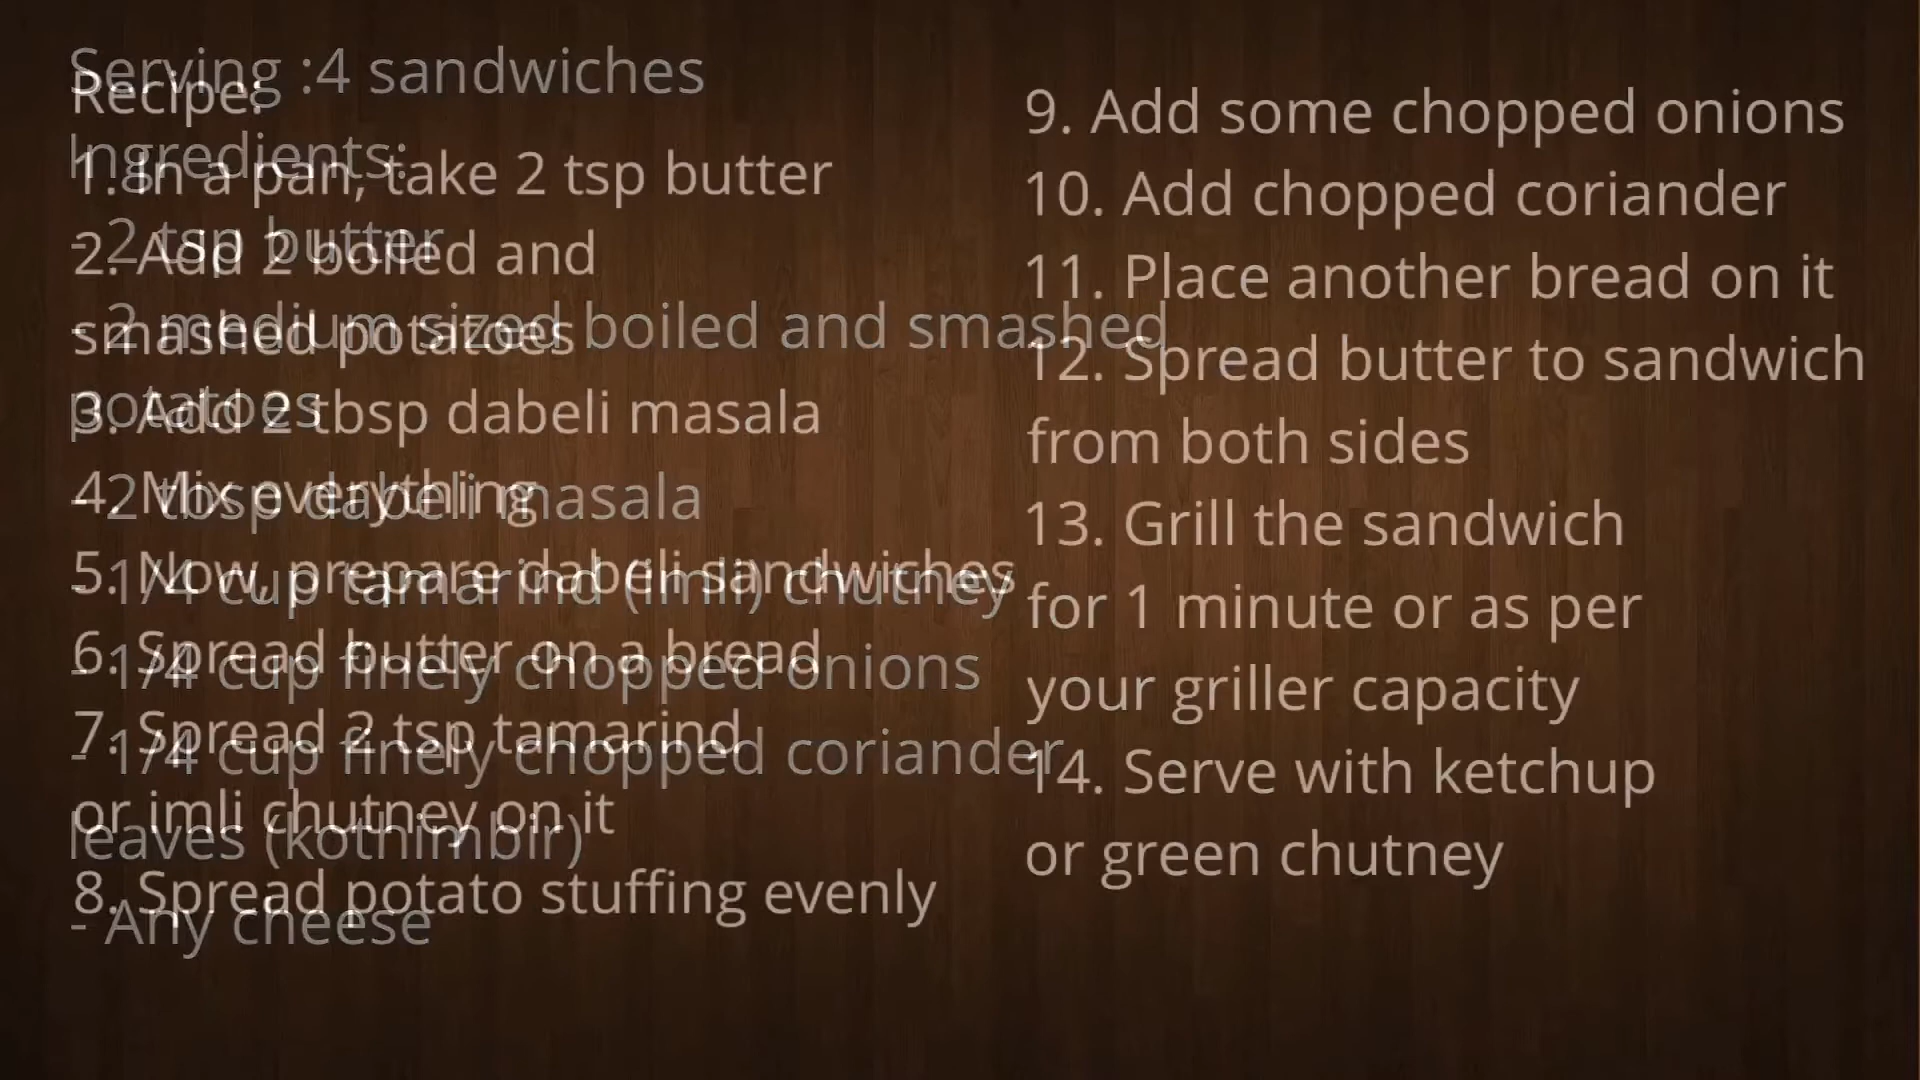 Serving :4 sandwiches
Ingredients:
- 2 tsp butter
- 2 medium sized boiled and smashed
potatoes
- 2 tbsp dabeli masala
- 1/4 cup tamarind (imli) chutney
- 1/4 cup finely chopped onions
- 1/4 cup finely chopped coriander
leaves (kothimbir)
- Any cheese
Recipe:
1. In a pan, take 2 tsp butter
2. Add 2 boiled and
smashed potatoes
3. Add 2 tbsp dabeli masala
4. Mix everything
5. Now, prepare dabeli sandwiches
6. Spread butter on a bread
7. Spread 2 tsp tamarind
or imli chutney on it
8. Spread potato stuffing evenly
9. Add some chopped onions
10. Add chopped coriander
11. Place another bread on it
12. Spread butter to sandwich
from both sides
13. Grill the sandwich
for 1 minute or as per
your griller capacity
14. Serve with ketchup
or green chutney